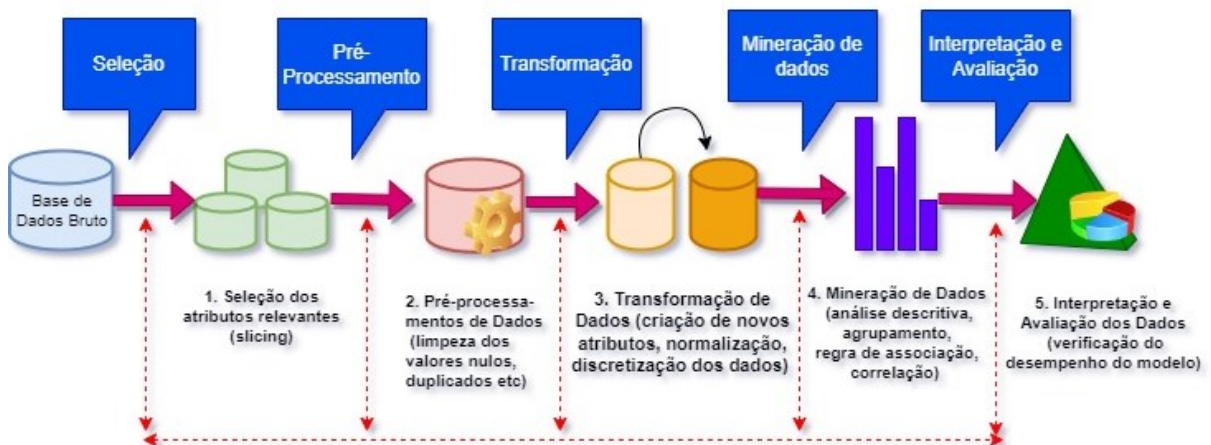 Seleção
Pré-
Processamento
Transformação
Mineração de
dados
Interpretação e
Avaliação
Base de
Dados Bruto
1. Seleção dos
atributos relevantes
(slicing)
2. Pré-processa-
mentos de Dados
(limpeza dos
valores nulos,
duplicados etc)
3. Transformação de
Dados (criação de novos
atributos, normalização,
discretização dos dados)
4. Mineração de Dados
(análise descritiva,
agrupamento,
regra de associação,
correlação)
5. Interpretação e
Avaliação dos Dados
(verificação do
desempenho do modelo)